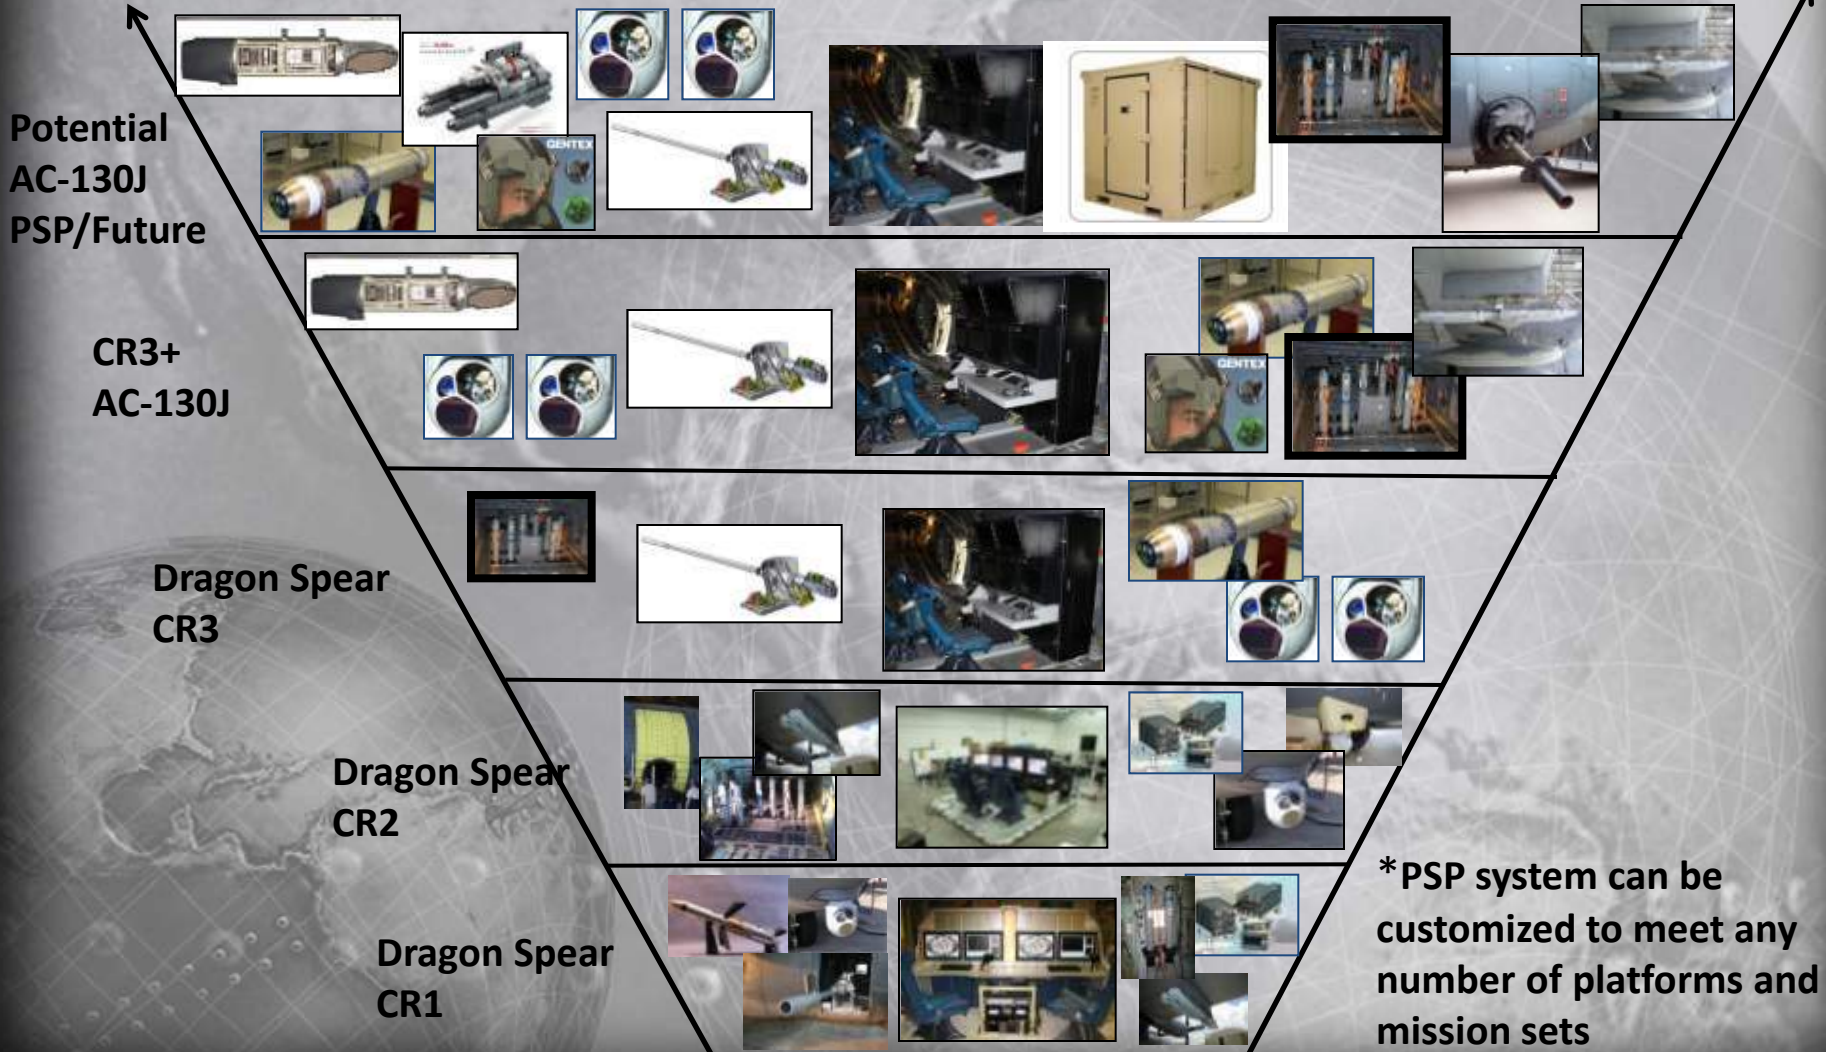 Potential
AC-130J
PSP/Future
GENTEX
CR3+
AC-130J
GENTEX
Dragon Spear
CR3
Dragon Spear
CR2
Dragon Spear
CR1
*PSP system can be
customized to meet any
number of platforms and
mission sets